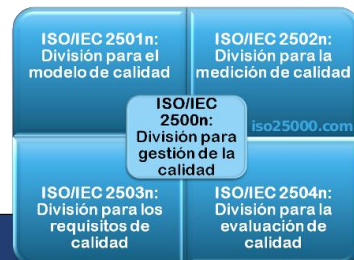 ISO/IEC 2501n:
División para el
modelo de calidad
ISO/IEC 2502n:
División para la
medición de calidad
ISO/IEC
2500n:
División para
gestión de la
calidad
iso25000.com
ISO/IEC 2503n:
División para los
requisitos de
calidad
ISO/IEC 2504n:
División para la
evaluación de
calidad